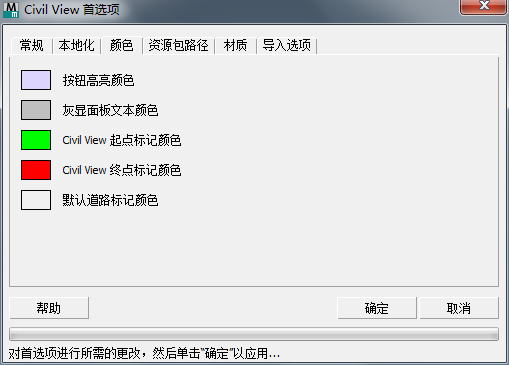 Civil View 首选项
常规 本地化 颜色 资源包路径 材质 导入选项
按钮高亮颜色
灰显面板文本颜色
Civil View 起点标记颜色
Civil View 终点标记颜色
默认道路标记颜色
帮助 确定 取消
对首选项进行所需的更改，然后单击“确定”以应用...